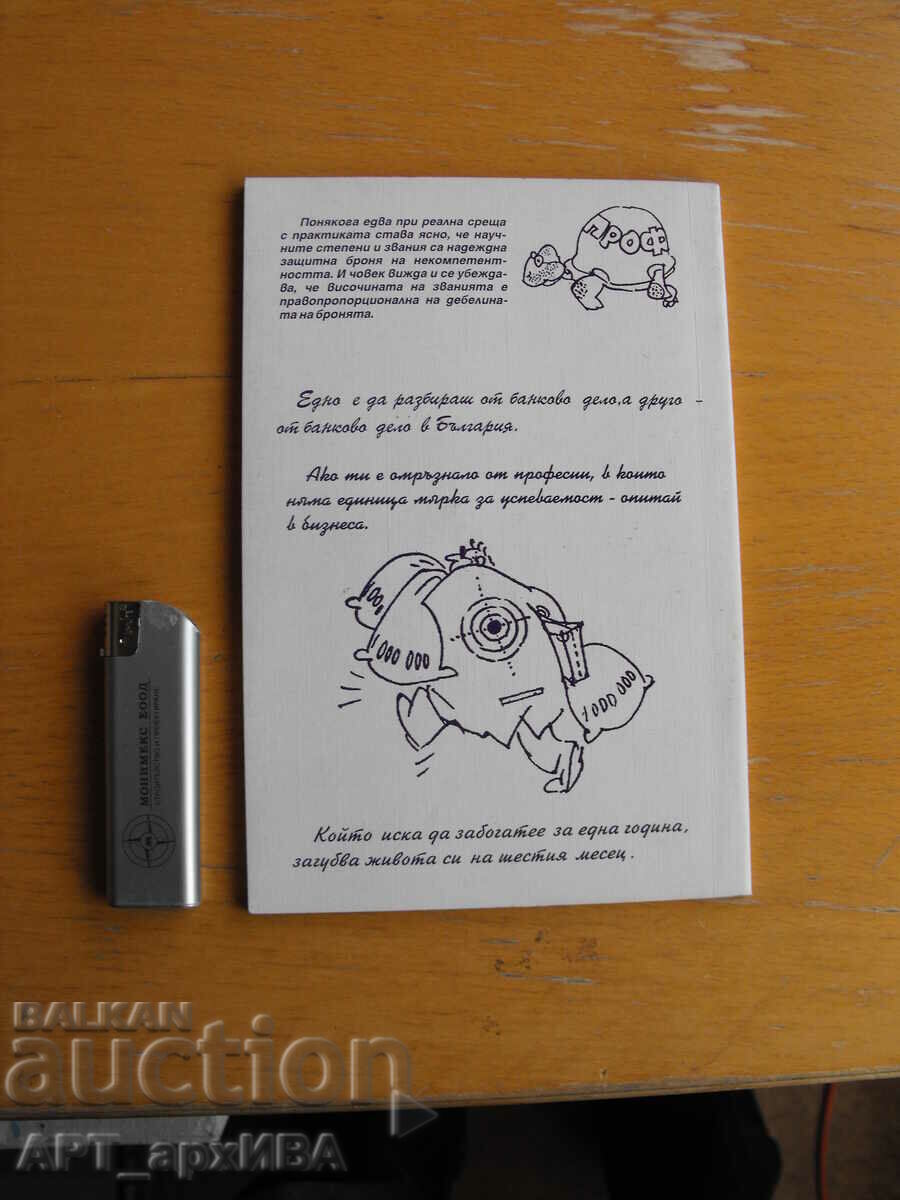 Понякога едва при реална среща
с практиката става ясно, че науч-
ните степени и звания са надеждна
защитна броня на некомпетент-
ността. И човек вижда и се убежда-
ва, че височината на званията е
правопропорционална на дебелина-
та на бронята.
Проф
Едно е да разбираш от банково дело,а друго -
от банково дело в България.
Ако ти е омръзнало от професии, в които
няма единица мярка за успеваемост - опитай
в бизнеса.
000 000
1 000 000
Който иска да забогатее за една година,
загубва живота си на шестия месец.
МОНИМЕКС ЕООД
СТРОИТЕЛСТВО И ПРОЕКТИРАНЕ
BALKAN
auction
АРТ_архИВА